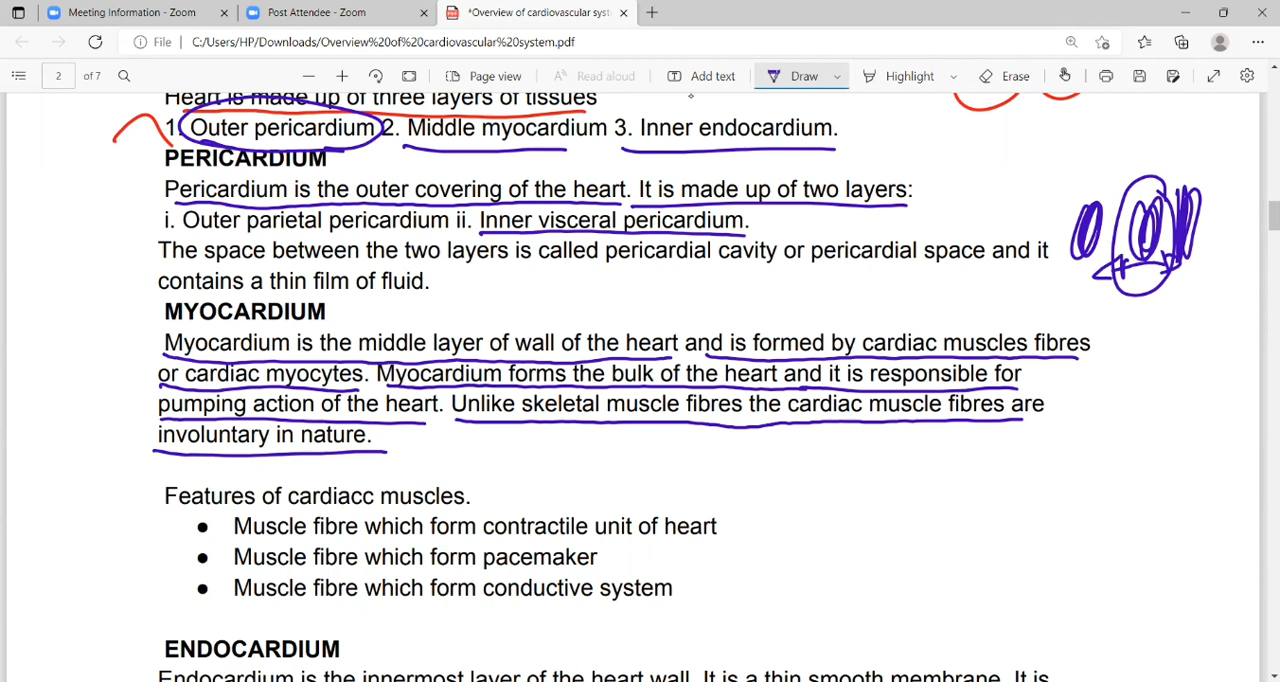 Meeting Information - Zoom
Post Attendee - Zoom
*Overview of cardiovascular syst
File
C:/Users/HP/Downloads/Overview%20of%20cardiovascular%20system.pdf
2 of 7
Page view
Read aloud
Add text
Draw
Highlight
Erase
Heart is made up of three layers of tissues
1. Outer pericardium 2. Middle myocardium 3. Inner endocardium.
PERICARDIUM
Pericardium is the outer covering of the heart. It is made up of two layers:
i. Outer parietal pericardium ii. Inner visceral pericardium.
The space between the two layers is called pericardial cavity or pericardial space and it
contains a thin film of fluid.
MYOCARDIUM
Myocardium is the middle layer of wall of the heart and is formed by cardiac muscles fibres
or cardiac myocytes. Myocardium forms the bulk of the heart and it is responsible for
pumping action of the heart. Unlike skeletal muscle fibres the cardiac muscle fibres are
involuntary in nature.
Features of cardiacc muscles.
● Muscle fibre which form contractile unit of heart
● Muscle fibre which form pacemaker
● Muscle fibre which form conductive system
ENDOCARDIUM
Endocardium is the innermost layer of the heart wall. It is a thin smooth membrane. It is